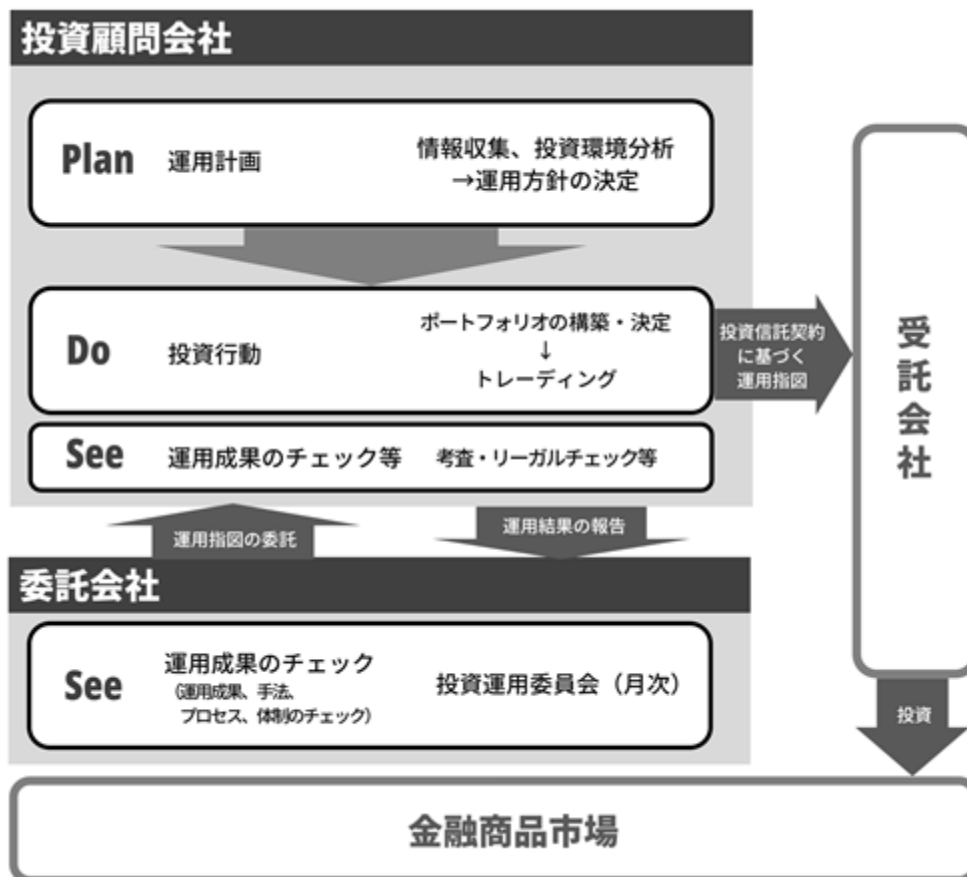 投資顧問会社
Plan 運用計画 情報収集、投資環境分析
→運用方針の決定
Do 投資行動 ポートフォリオの構築・決定
↓
トレーディング
投資信託契約
に基づく
運用指図
受託会社
See 運用成果のチェック等 考査・リーガルチェック等
運用指図の委託
運用結果の報告
委託会社
See 運用成果のチェック 投資運用委員会（月次）
（運用成果、手法、
プロセス、体制のチェック）
投資
金融商品市場